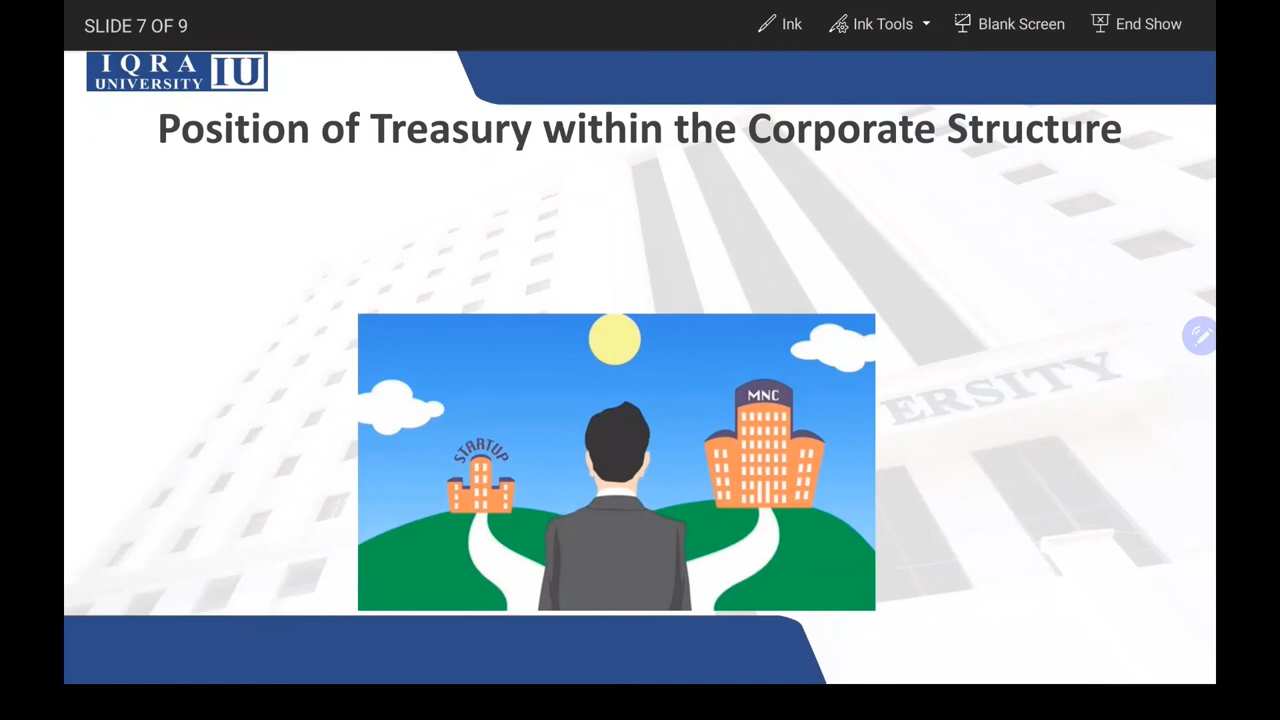 SLIDE 7 OF 9
Ink
Ink Tools
Blank Screen
End Show
IQRA
UNIVERSITY
IU
Position of Treasury within the Corporate Structure
ERSITY
MNC
STARTUP